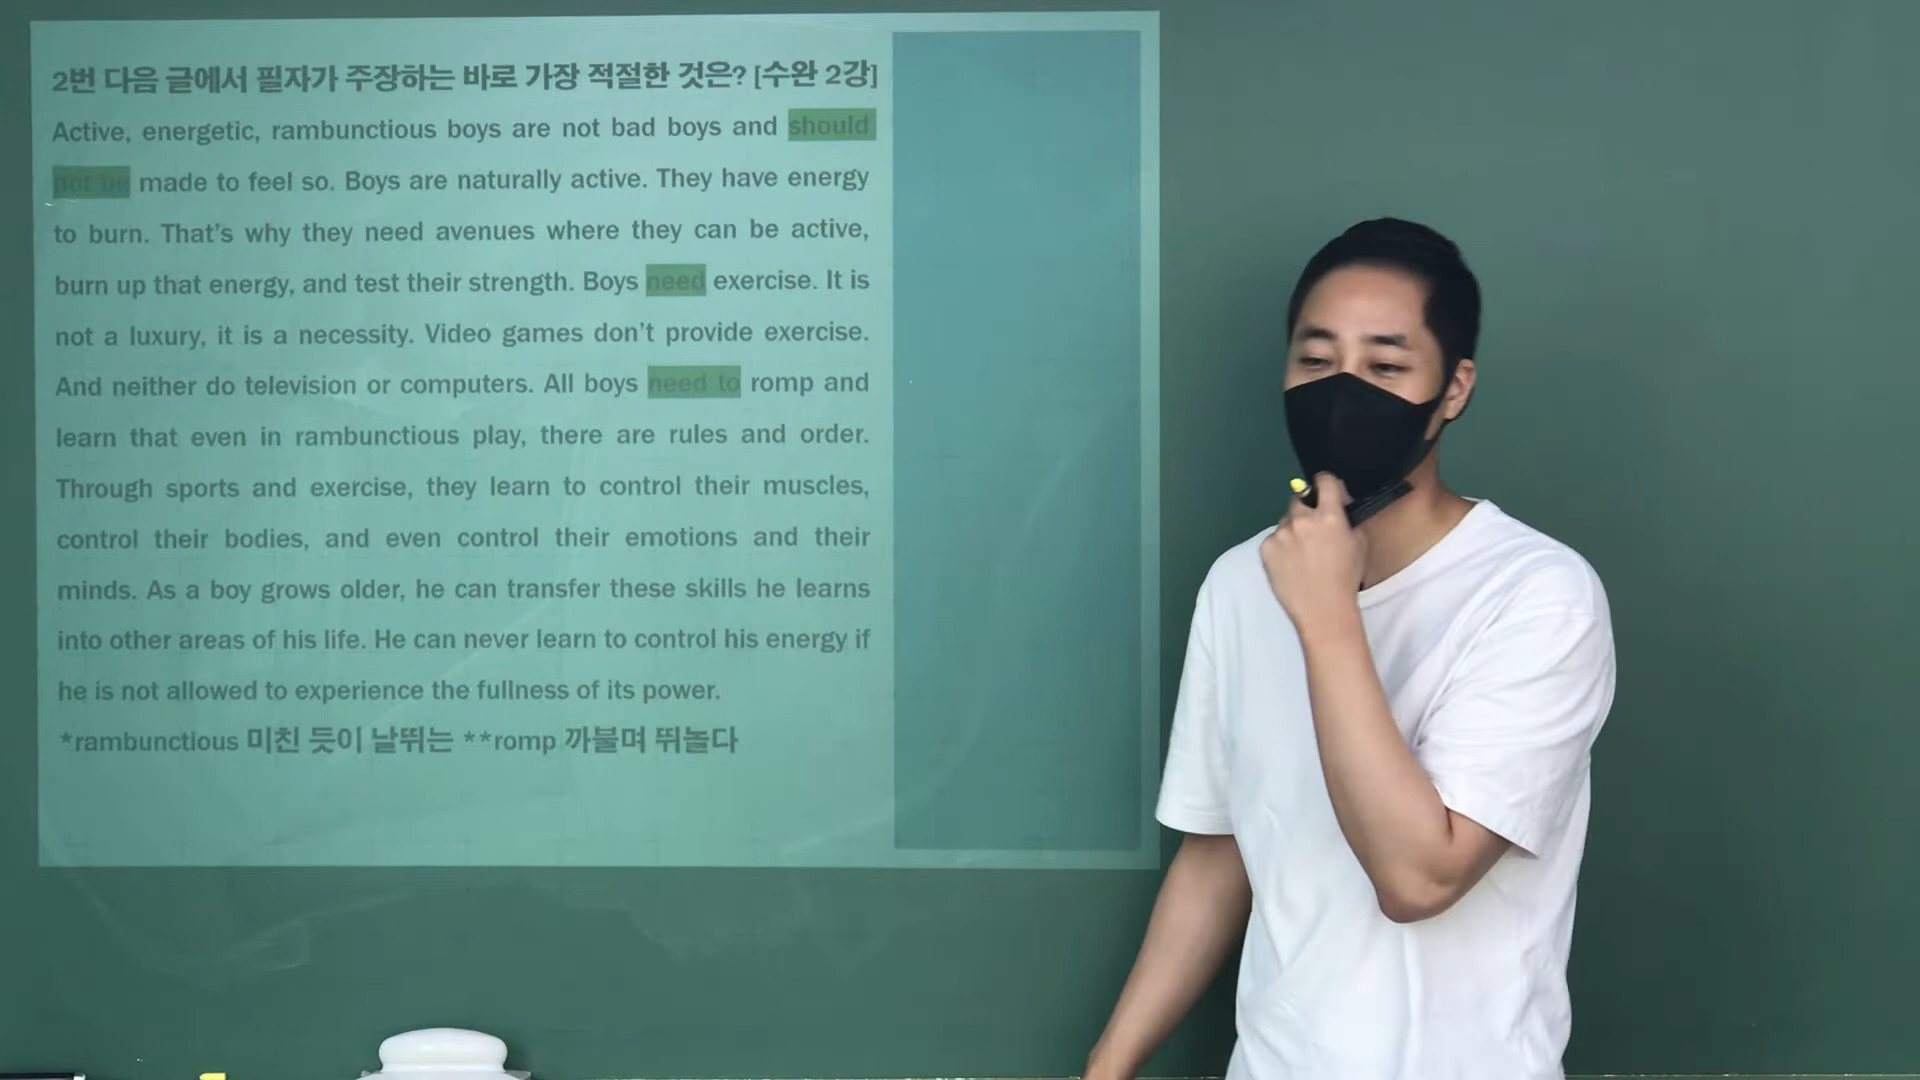 2번 다음 글에서 필자가 주장하는 바로 가장 적절한 것은? [수완 2강]
Active, energetic, rambunctious boys are not bad boys and should
not be made to feel so. Boys are naturally active. They have energy
to burn. That's why they need avenues where they can be active,
burn up that energy, and test their strength. Boys need exercise. It is
not a luxury, it is a necessity. Video games don't provide exercise.
And neither do television or computers. All boys need to romp and
learn that even in rambunctious play, there are rules and order.
Through sports and exercise, they learn to control their muscles,
control their bodies, and even control their emotions and their
minds. As a boy grows older, he can transfer these skills he learns
into other areas of his life. He can never learn to control his energy if
he is not allowed to experience the fullness of its power.
*rambunctious 미친 듯이 날뛰는 **romp 까불며 뛰놀다